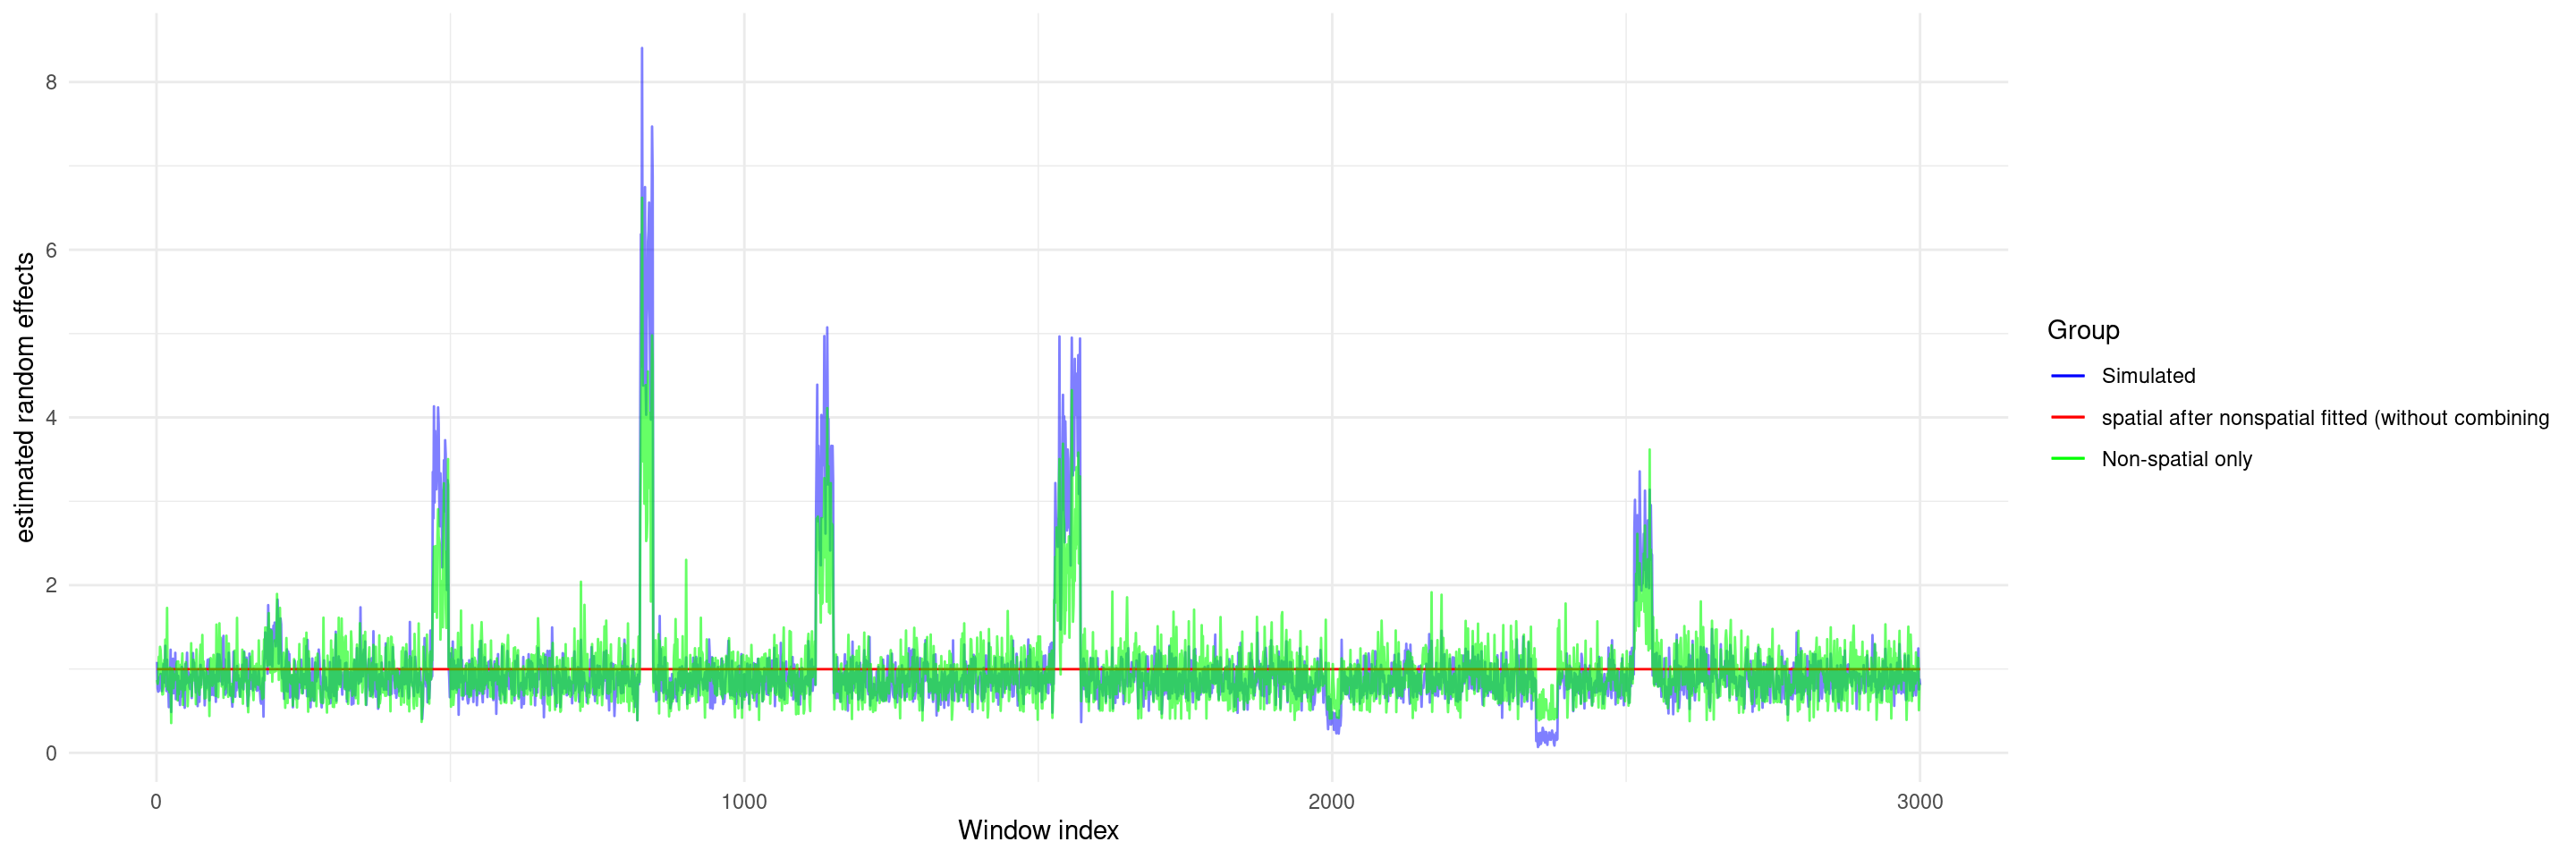 8
6
4
2
0
estimated random effects
0 1000 2000 3000
Window index
Group
Simulated
spatial after nonspatial fitted (without combining
Non-spatial only